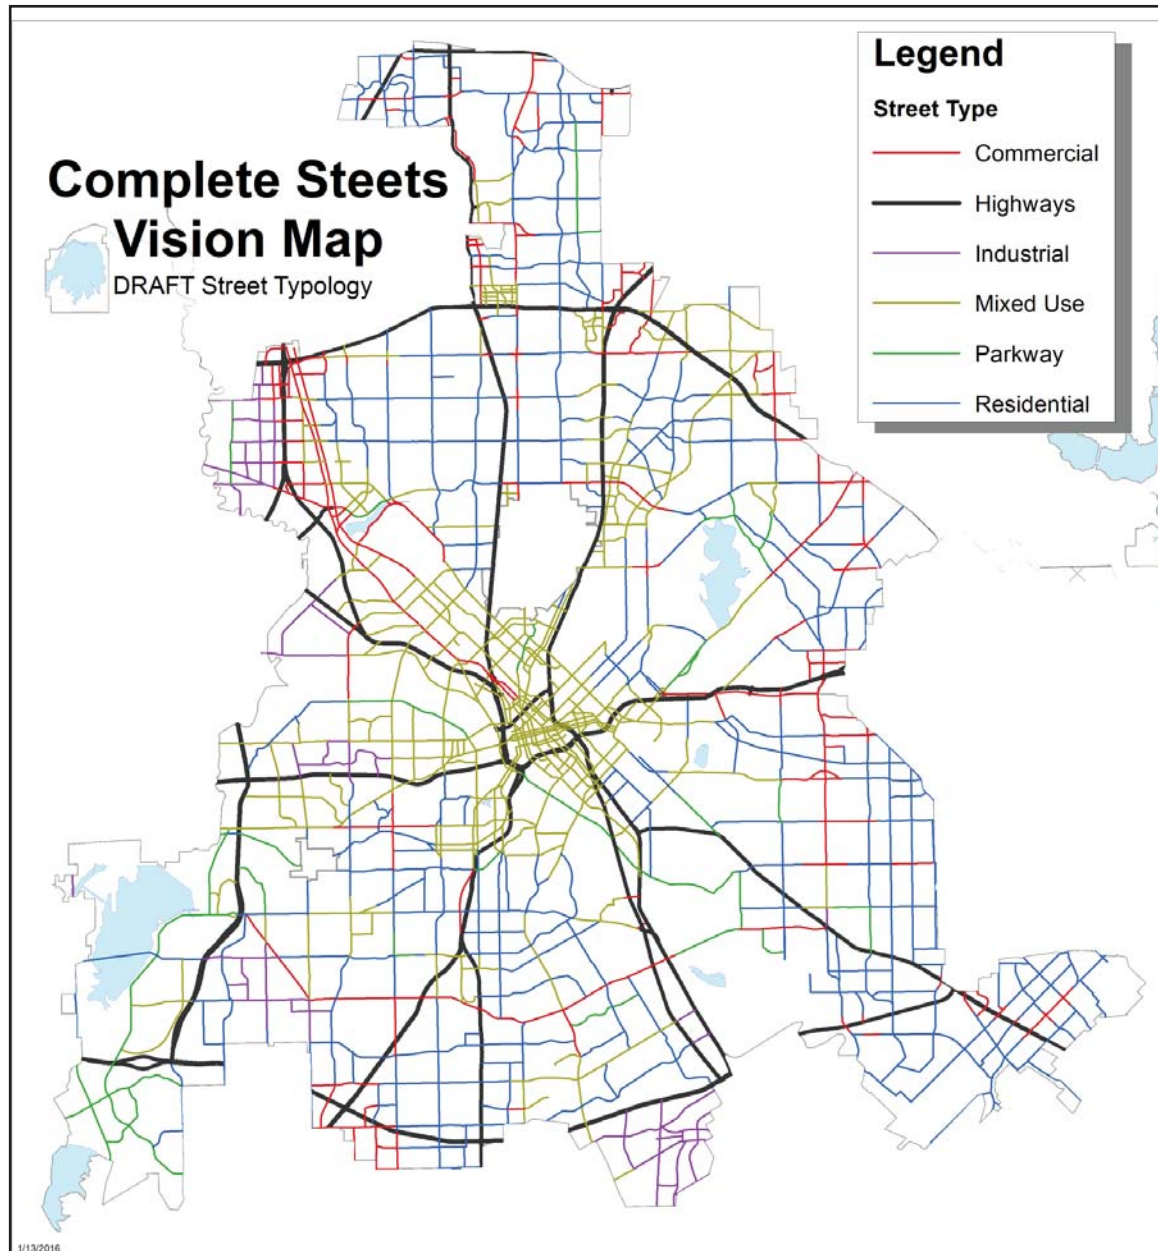 Complete Steets
Vision Map
DRAFT Street Typology
Legend
Street Type
Commercial
Highways
Industrial
Mixed Use
Parkway
Residential
1/13/2016